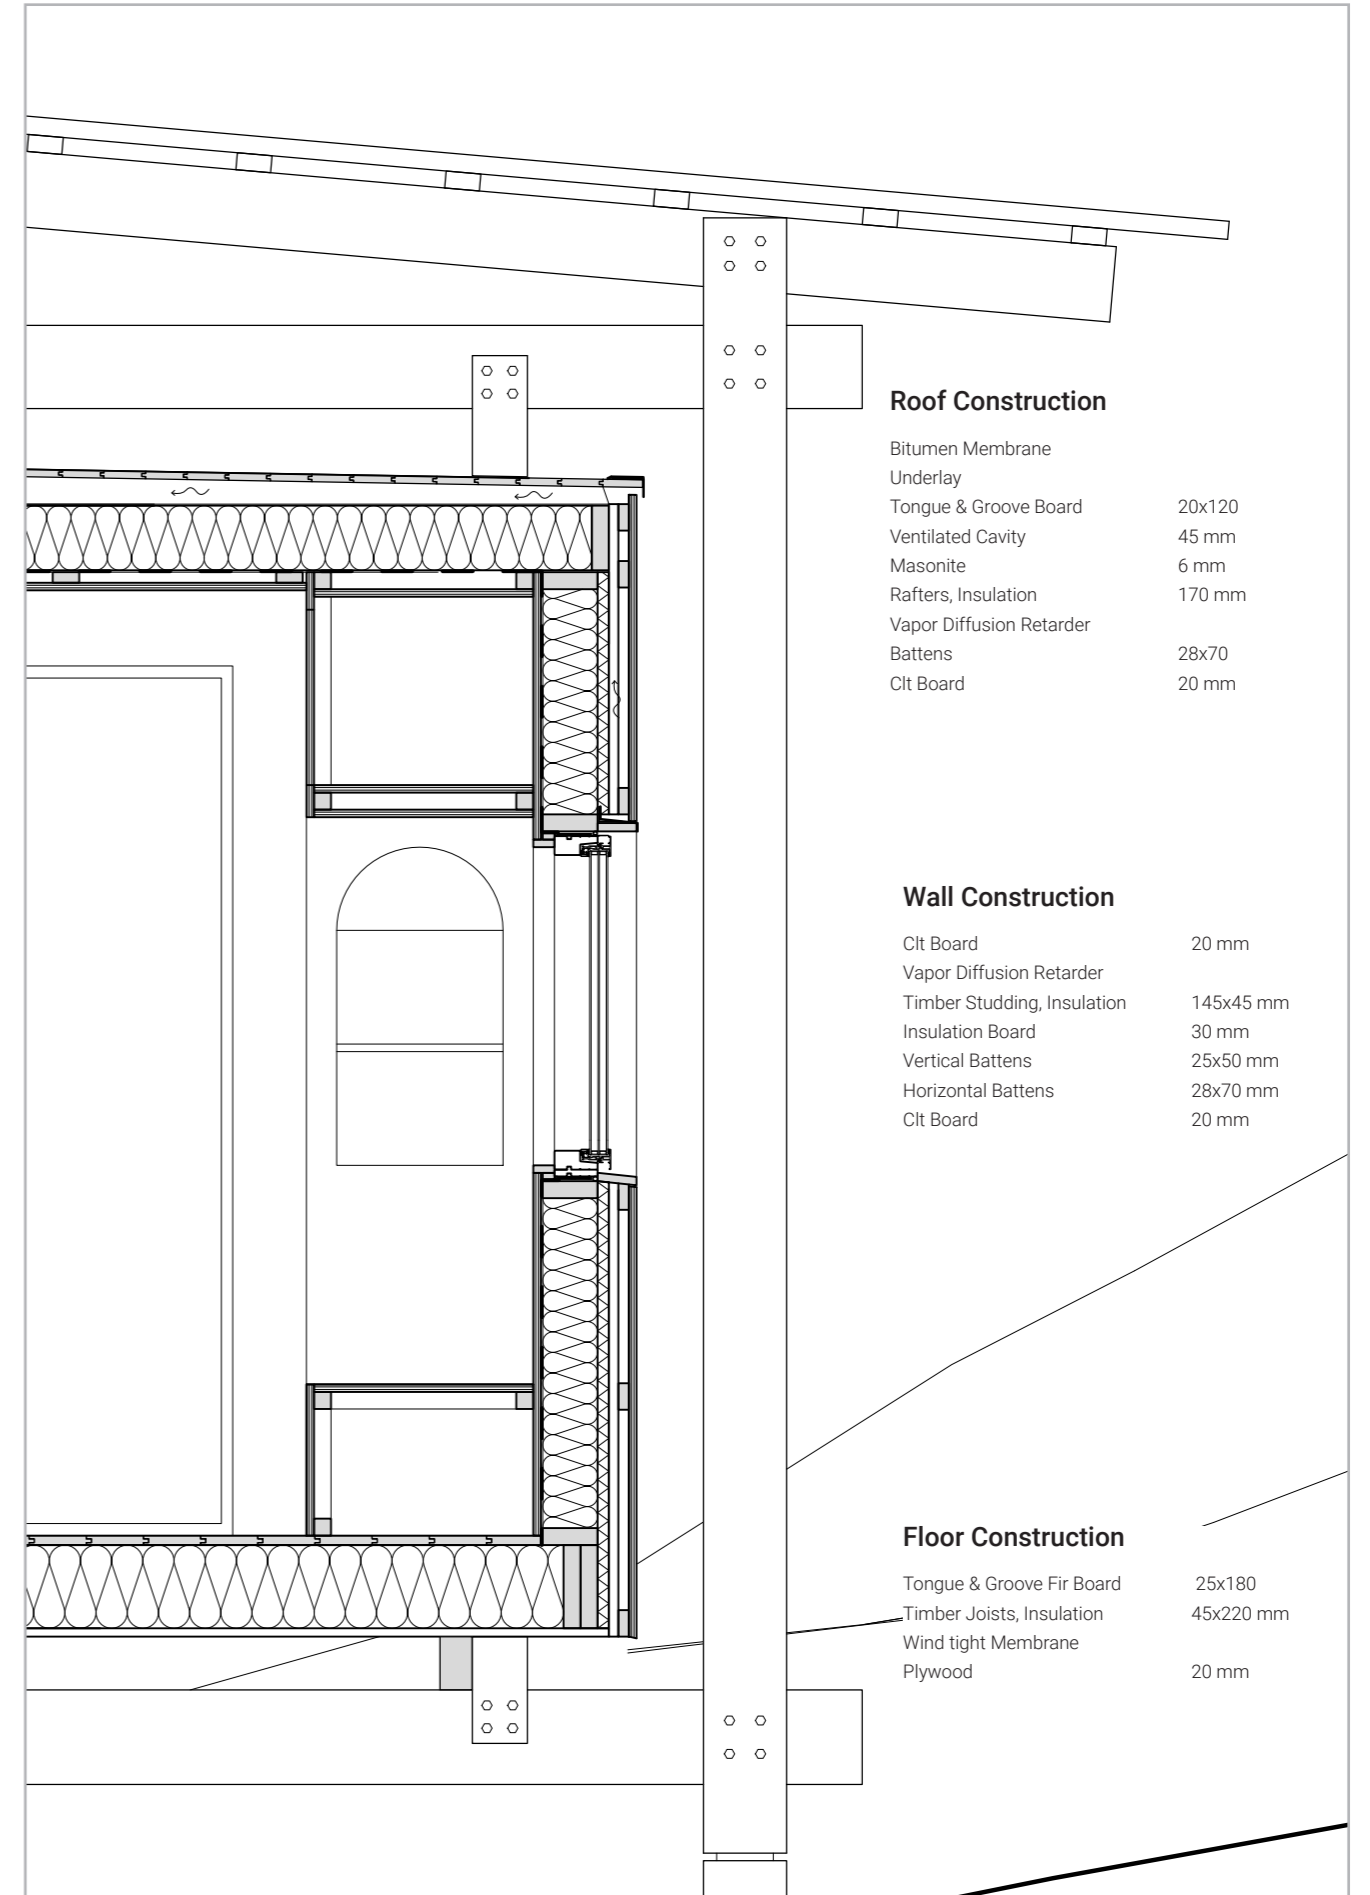 Roof Construction
Bitumen Membrane
Underlay
Tongue & Groove Board 20x120
Ventilated Cavity 45 mm
Masonite 6 mm
Rafters, Insulation 170 mm
Vapor Diffusion Retarder
Battens 28x70
Clt Board 20 mm
Wall Construction
Clt Board 20 mm
Vapor Diffusion Retarder
Timber Studding, Insulation 145x45 mm
Insulation Board 30 mm
Vertical Battens 25x50 mm
Horizontal Battens 28x70 mm
Clt Board 20 mm
Floor Construction
Tongue & Groove Fir Board 25x180
Timber Joists, Insulation 45x220 mm
Wind tight Membrane
Plywood 20 mm